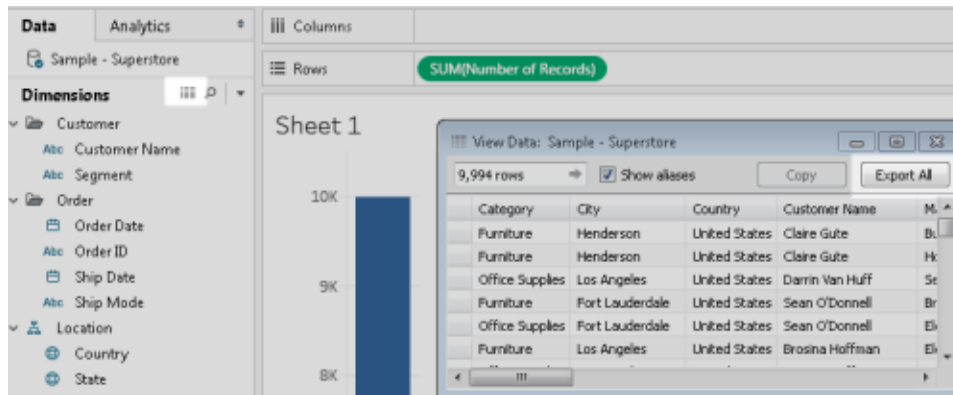 Data Analytics
Sample - Superstore
Dimensions
Customer
Abc Customer Name
Abc Segment
Order
Order Date
Abc Order ID
Ship Date
Abc Ship Mode
Location
Country
State
Columns
Rows SUM(Number of Records)
Sheet 1
10K
9K
8K
View Data: Sample - Superstore
9,994 rows Show aliases Copy Export All
Category City Country Customer Name
Furniture Henderson United States Claire Gute
Furniture Henderson United States Claire Gute
Office Supplies Los Angeles United States Darrin Van Huff
Furniture Fort Lauderdale United States Sean O'Donnell
Office Supplies Fort Lauderdale United States Sean O'Donnell
Furniture Los Angeles United States Brosina Hoffman